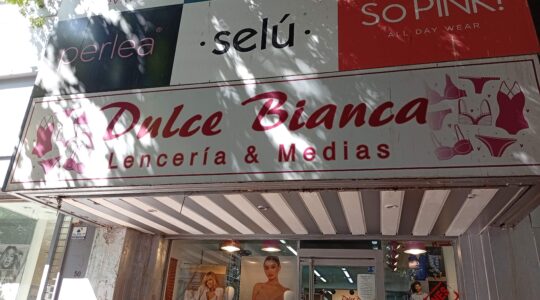 perlea
selú
SO PINK!
ALL DAY WEAR
Dulce Bianca
Lencería & Medias
50